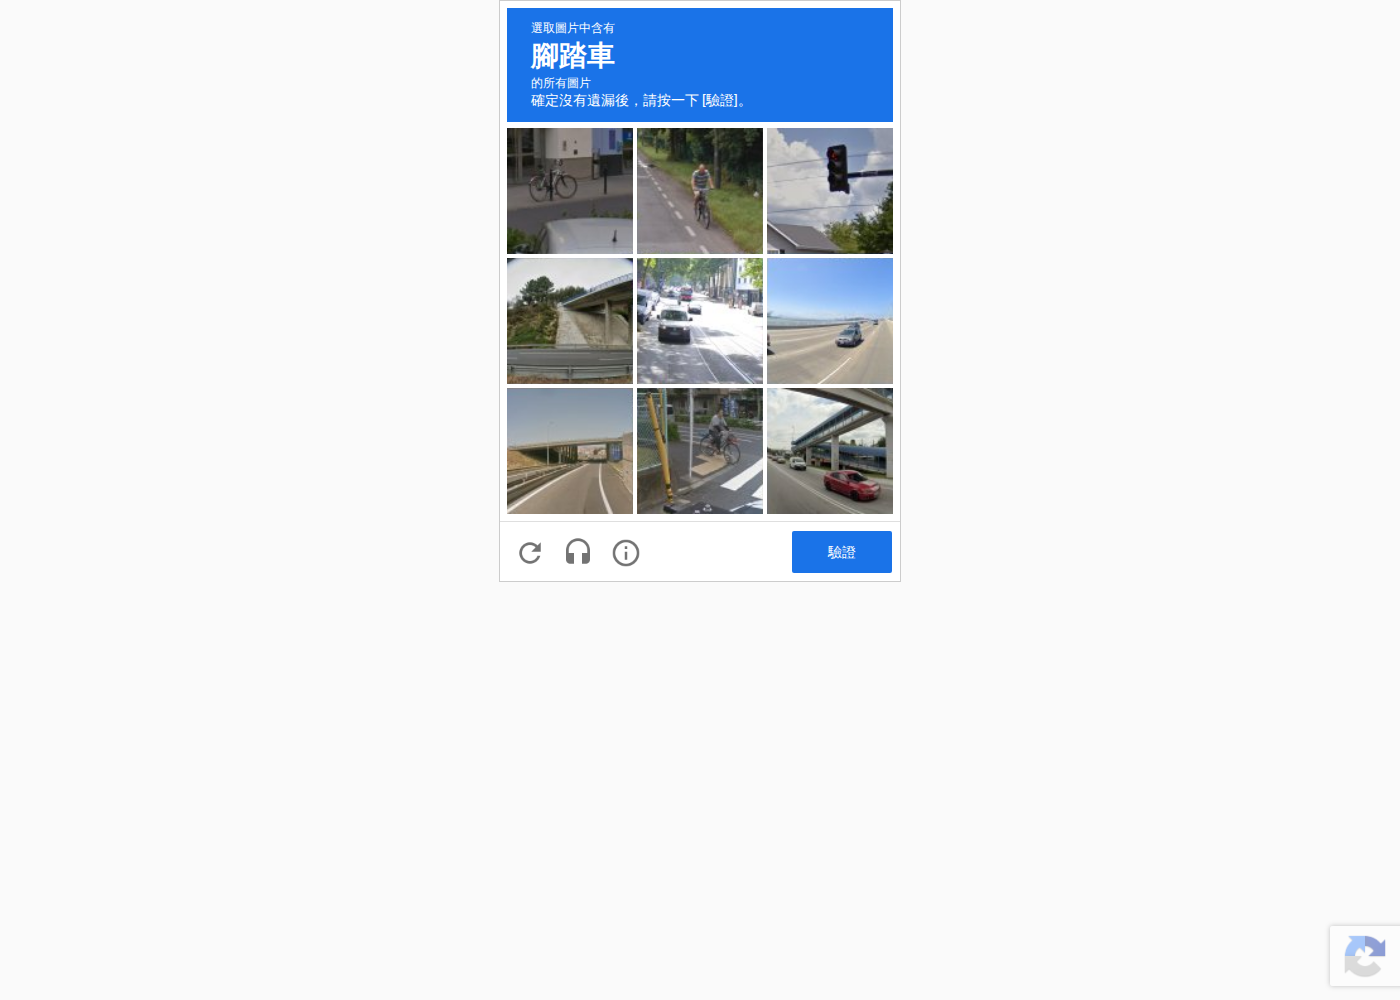 選取圖片中含有
腳踏車
的所有圖片
確定沒有遺漏後，請按一下 [驗證]。
驗證